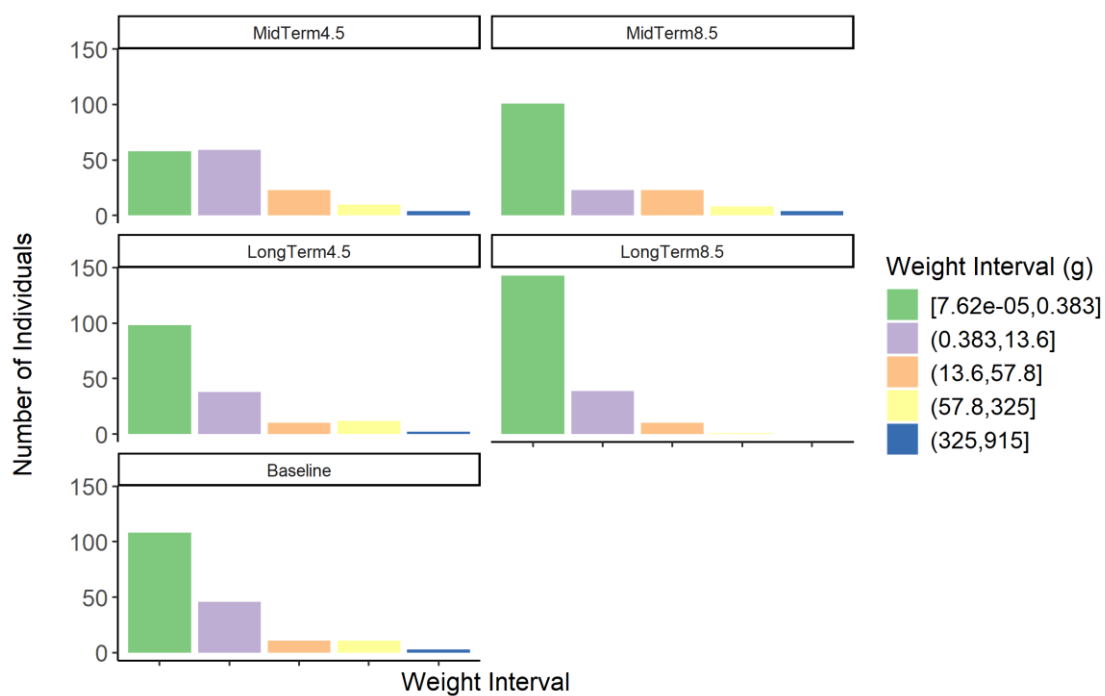 MidTerm4.5
MidTerm8.5
150
100
50
0
LongTerm4.5
LongTerm8.5
150
100
50
0
Baseline
150
100
50
0
Number of Individuals
Weight Interval
Weight Interval (g)
[7.62e-05,0.383]
(0.383,13.6]
(13.6,57.8]
(57.8,325]
(325,915]